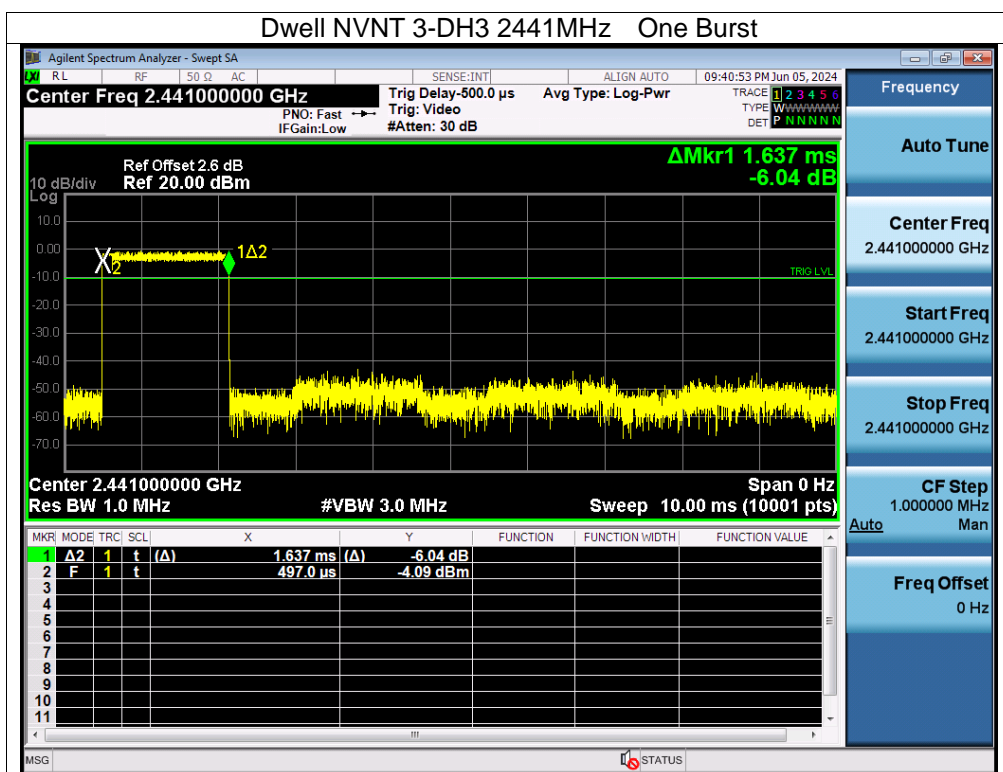 Dwell NVNT 3-DH3 2441MHz One Burst
Agilent Spectrum Analyzer - Swept SA
LXI RL RF 50 Ω AC SENSE:INT ALIGN AUTO 09:40:53 PM Jun 05, 2024
Center Freq 2.441000000 GHz Trig Delay-500.0 µs Avg Type: Log-Pwr TRACE 1 2 3 4 5 6
PNO: Fast Trig: Video TYPE WWWWWW
IFGain:Low #Atten: 30 dB DET P N N N N N
Ref Offset 2.6 dB ΔMkr1 1.637 ms
10 dB/div Ref 20.00 dBm -6.04 dB
Log
10.0
0.00
-10.0
-20.0
-30.0
-40.0
-50.0
-60.0
-70.0
2
1Δ2
TRIG LVL
Center 2.441000000 GHz Span 0 Hz
Res BW 1.0 MHz #VBW 3.0 MHz Sweep 10.00 ms (10001 pts)
MKR MODE TRC SCL X Y FUNCTION FUNCTION WIDTH FUNCTION VALUE
1 Δ2 1 t (Δ) 1.637 ms (Δ) -6.04 dB
2 F 1 t 497.0 µs -4.09 dBm
3
4
5
6
7
8
9
10
11
MSG STATUS
Frequency
Auto Tune
Center Freq
2.441000000 GHz
Start Freq
2.441000000 GHz
Stop Freq
2.441000000 GHz
CF Step
1.000000 MHz
Auto Man
Freq Offset
0 Hz